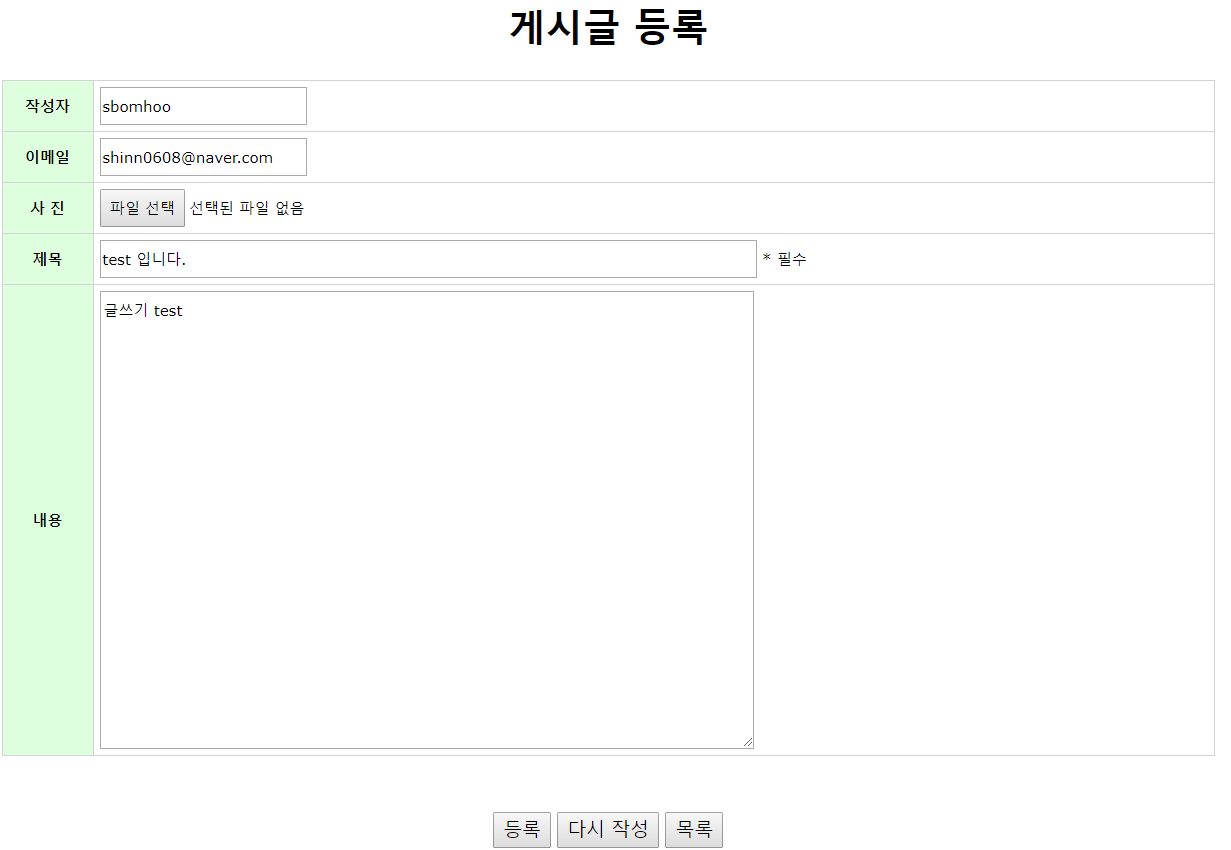 게시글 등록
작성자 sbomhoo
이메일 shinn0608@naver.com
사 진 파일 선택 선택된 파일 없음
제목 test 입니다. * 필수
글쓰기 test
내용
등록 다시 작성 목록